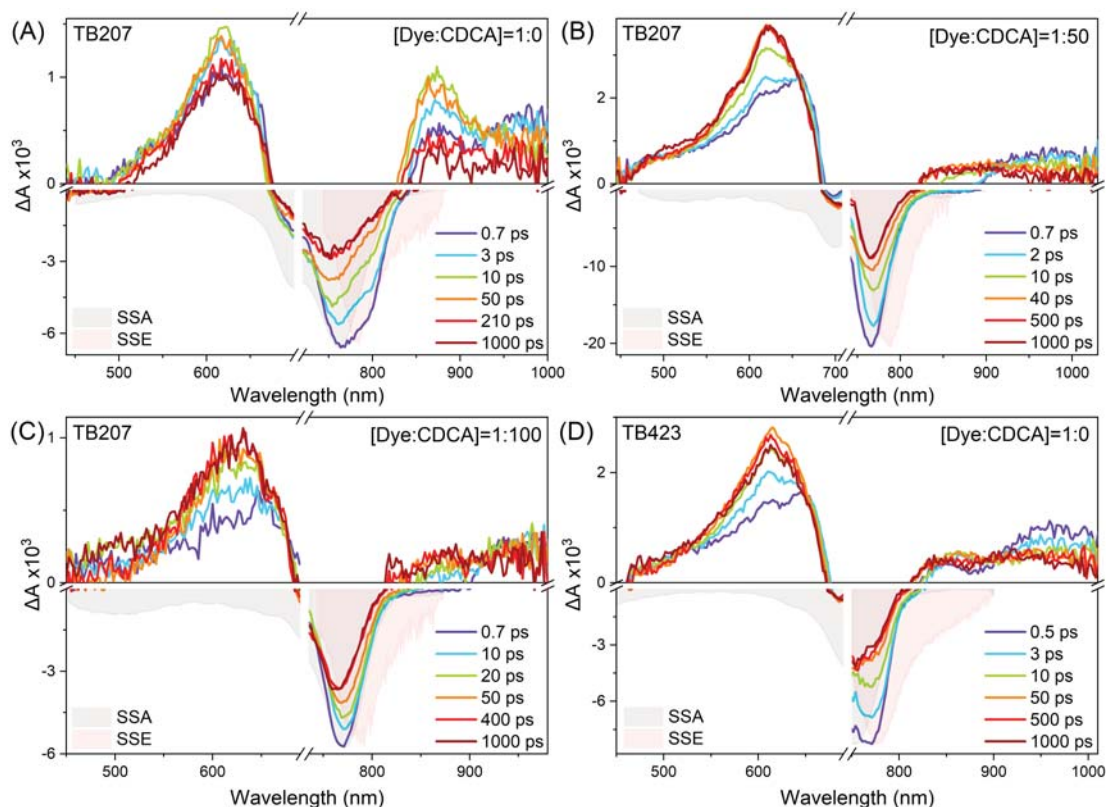 (A) TB207 [Dye:CDCA]=1:0
1
0
-3
-6
ΔA x10³
0.7 ps
3 ps
10 ps
50 ps
210 ps
1000 ps
SSA
SSE
500 600 800 900 1000
Wavelength (nm)
(B) TB207 [Dye:CDCA]=1:50
2
0
-10
-20
ΔA x10³
0.7 ps
2 ps
10 ps
40 ps
500 ps
1000 ps
SSA
SSE
500 600 700 800 900 1000
Wavelength (nm)
(C) TB207 [Dye:CDCA]=1:100
1
0
-3
-6
ΔA x10³
0.7 ps
10 ps
20 ps
50 ps
400 ps
1000 ps
SSA
SSE
500 600 800 900
Wavelength (nm)
(D) TB423 [Dye:CDCA]=1:0
2
0
-3
-6
ΔA x10³
0.5 ps
3 ps
10 ps
50 ps
500 ps
1000 ps
SSA
SSE
500 600 800 900 1000
Wavelength (nm)